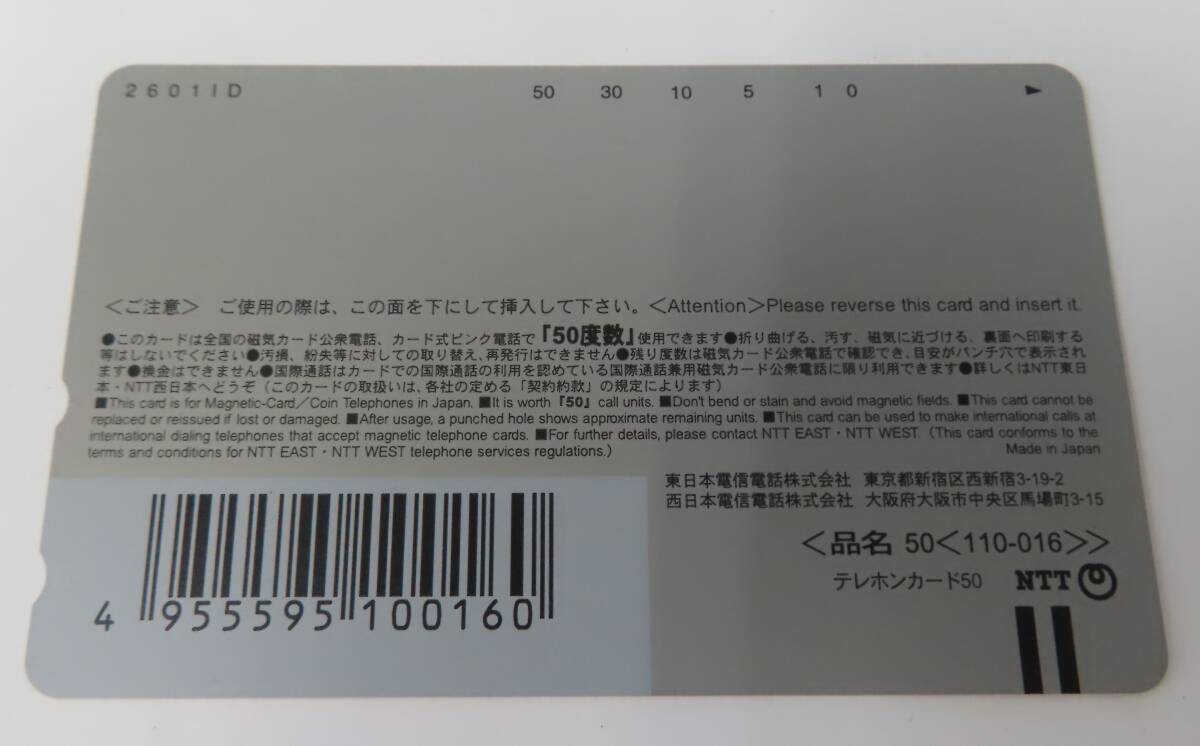 2601ID 50 30 10 5 1 0 ►
＜ご注意＞ ご使用の際は、この面を下にして挿入して下さい。＜Attention＞Please reverse this card and insert it.
●このカードは全国の磁気カード公衆電話、カード式ピンク電話で「50度数」使用できます●折り曲げる、汚す、磁気に近づける、裏面へ印刷する
等はしないでください●汚損、紛失等に対しての取り替え、再発行はできません●残り度数は磁気カード公衆電話で確認でき、目安がパンチ穴で表示され
ます●換金はできません●国際通話はカードでの国際通話の利用を認めている国際通話兼用磁気カード公衆電話に限り利用できます●詳しくはNTT東日
本・NTT西日本へどうぞ（このカードの取扱いは、各社の定める「契約約款」の規定によります）
■This card is for Magnetic-Card／Coin Telephones in Japan. ■It is worth「50」call units. ■Don't bend or stain and avoid magnetic fields. ■This card cannot be
replaced or reissued if lost or damaged. ■After usage, a punched hole shows approximate remaining units. ■This card can be used to make international calls at
international dialing telephones that accept magnetic telephone cards. ■For further details, please contact NTT EAST・NTT WEST. (This card conforms to the
terms and conditions for NTT EAST・NTT WEST telephone services regulations.)
Made in Japan
東日本電信電話株式会社 東京都新宿区西新宿3-19-2
西日本電信電話株式会社 大阪府大阪市中央区馬場町3-15
＜品名 50＜110-016＞＞
テレホンカード50 NTT
4 955595 100160